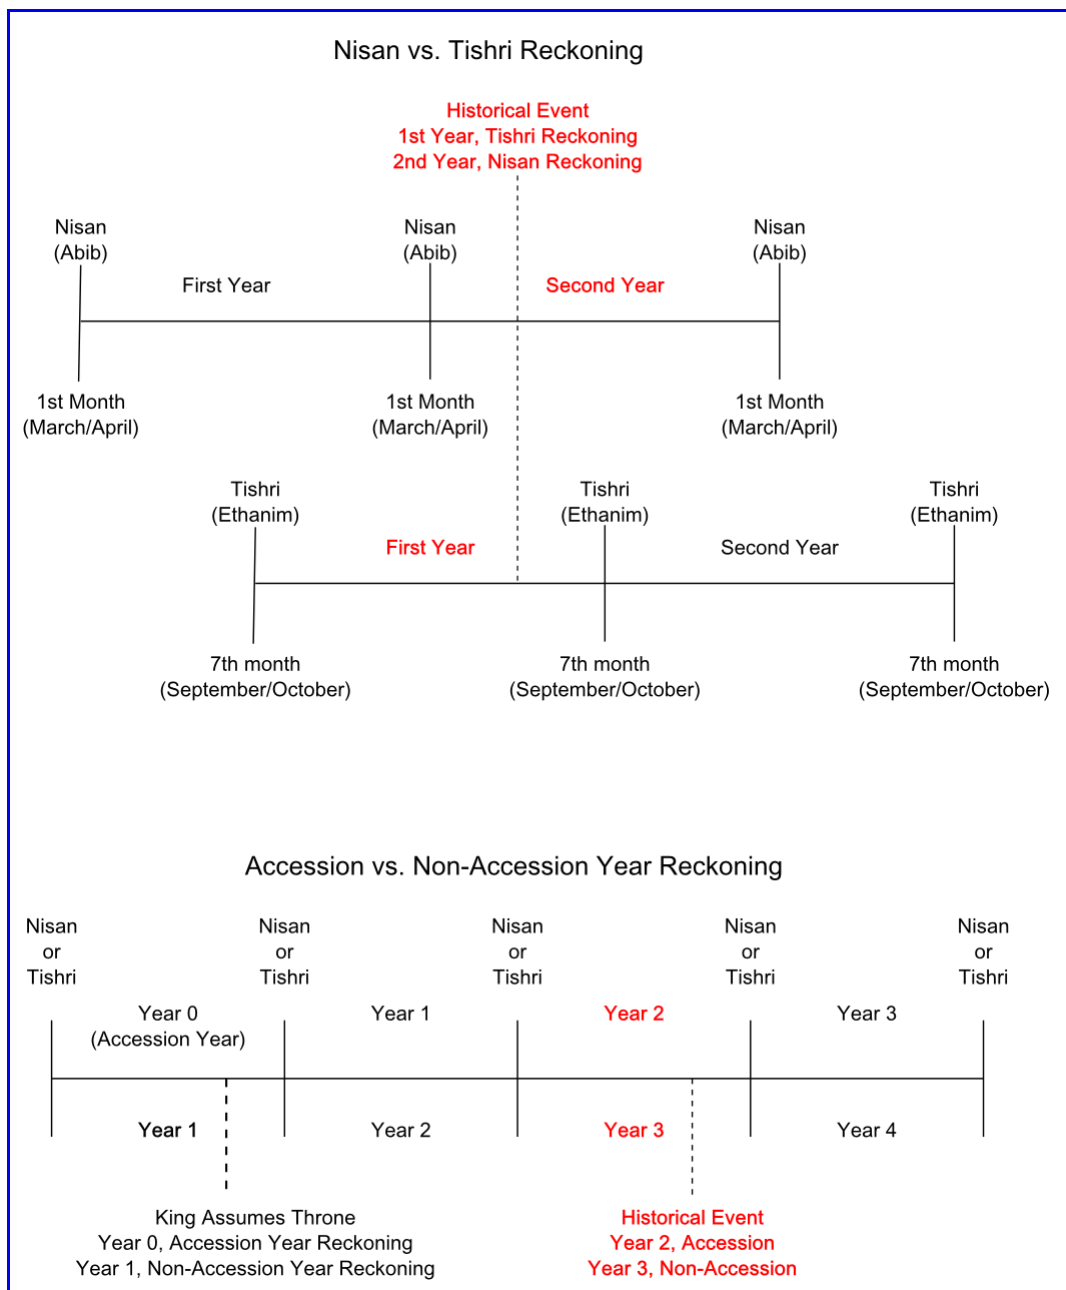 Nisan vs. Tishri Reckoning
Historical Event
1st Year, Tishri Reckoning
2nd Year, Nisan Reckoning
Nisan
(Abib)
Nisan
(Abib)
Nisan
(Abib)
First Year
Second Year
1st Month
(March/April)
1st Month
(March/April)
1st Month
(March/April)
Tishri
(Ethanim)
Tishri
(Ethanim)
Tishri
(Ethanim)
First Year
Second Year
7th month
(September/October)
7th month
(September/October)
7th month
(September/October)
Accession vs. Non-Accession Year Reckoning
Nisan
or
Tishri
Nisan
or
Tishri
Nisan
or
Tishri
Nisan
or
Tishri
Nisan
or
Tishri
Year 0
(Accession Year)
Year 1
Year 2
Year 3
Year 1
Year 2
Year 3
Year 4
King Assumes Throne
Year 0, Accession Year Reckoning
Year 1, Non-Accession Year Reckoning
Historical Event
Year 2, Accession
Year 3, Non-Accession